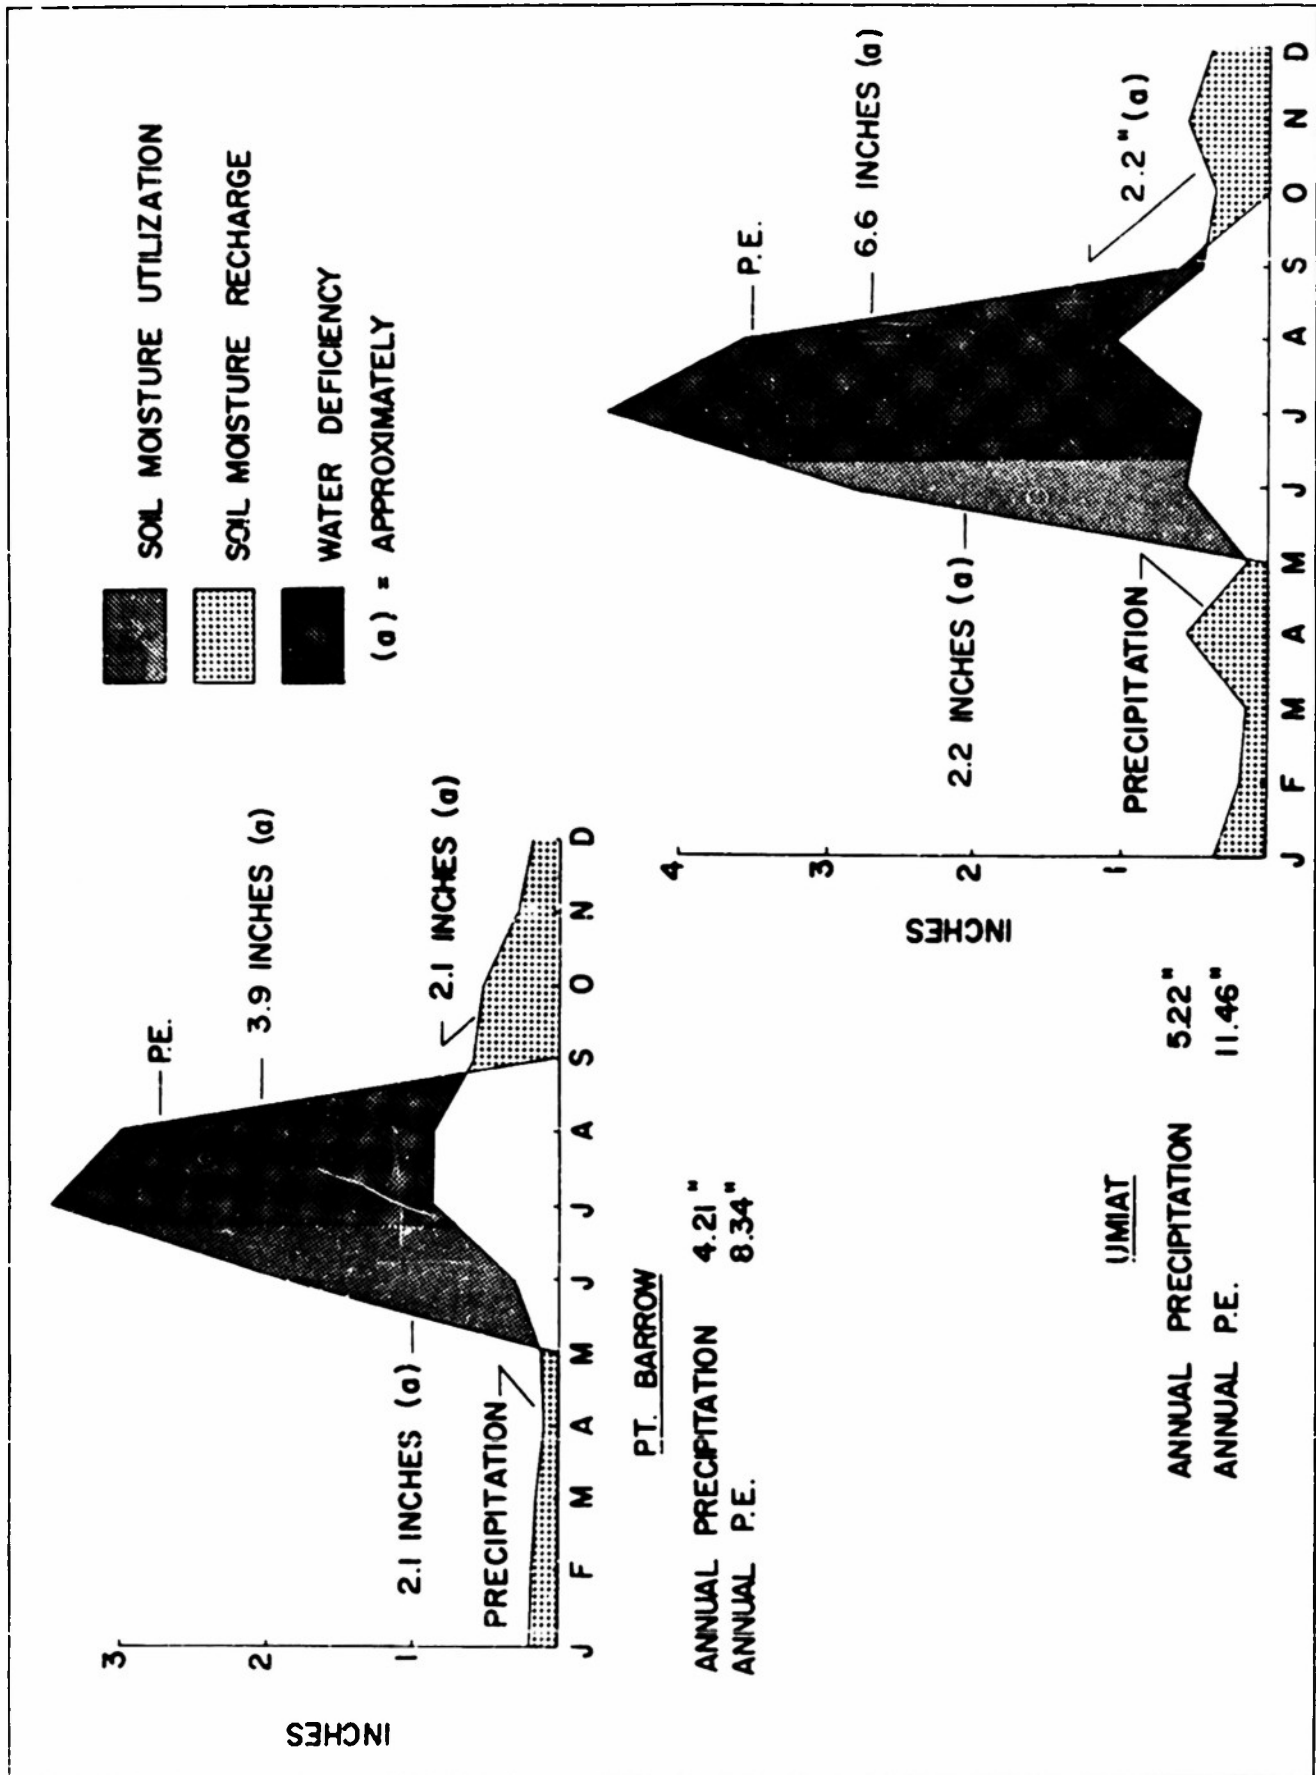 SOIL MOISTURE UTILIZATION
SOIL MOISTURE RECHARGE
WATER DEFICIENCY
(a) = APPROXIMATELY
INCHES
3
2
1
P.E.
3.9 INCHES (a)
2.1 INCHES (a)
2.1 INCHES (a)
PRECIPITATION
J F M A M J J A S O N D
PT. BARROW
ANNUAL PRECIPITATION 4.21"
ANNUAL P.E. 8.34"
INCHES
4
3
2
1
P.E.
6.6 INCHES (a)
2.2 INCHES (a)
2.2" (a)
PRECIPITATION
J F M A M J J A S O N D
UMIAT
ANNUAL PRECIPITATION 5.22"
ANNUAL P.E. 11.46"